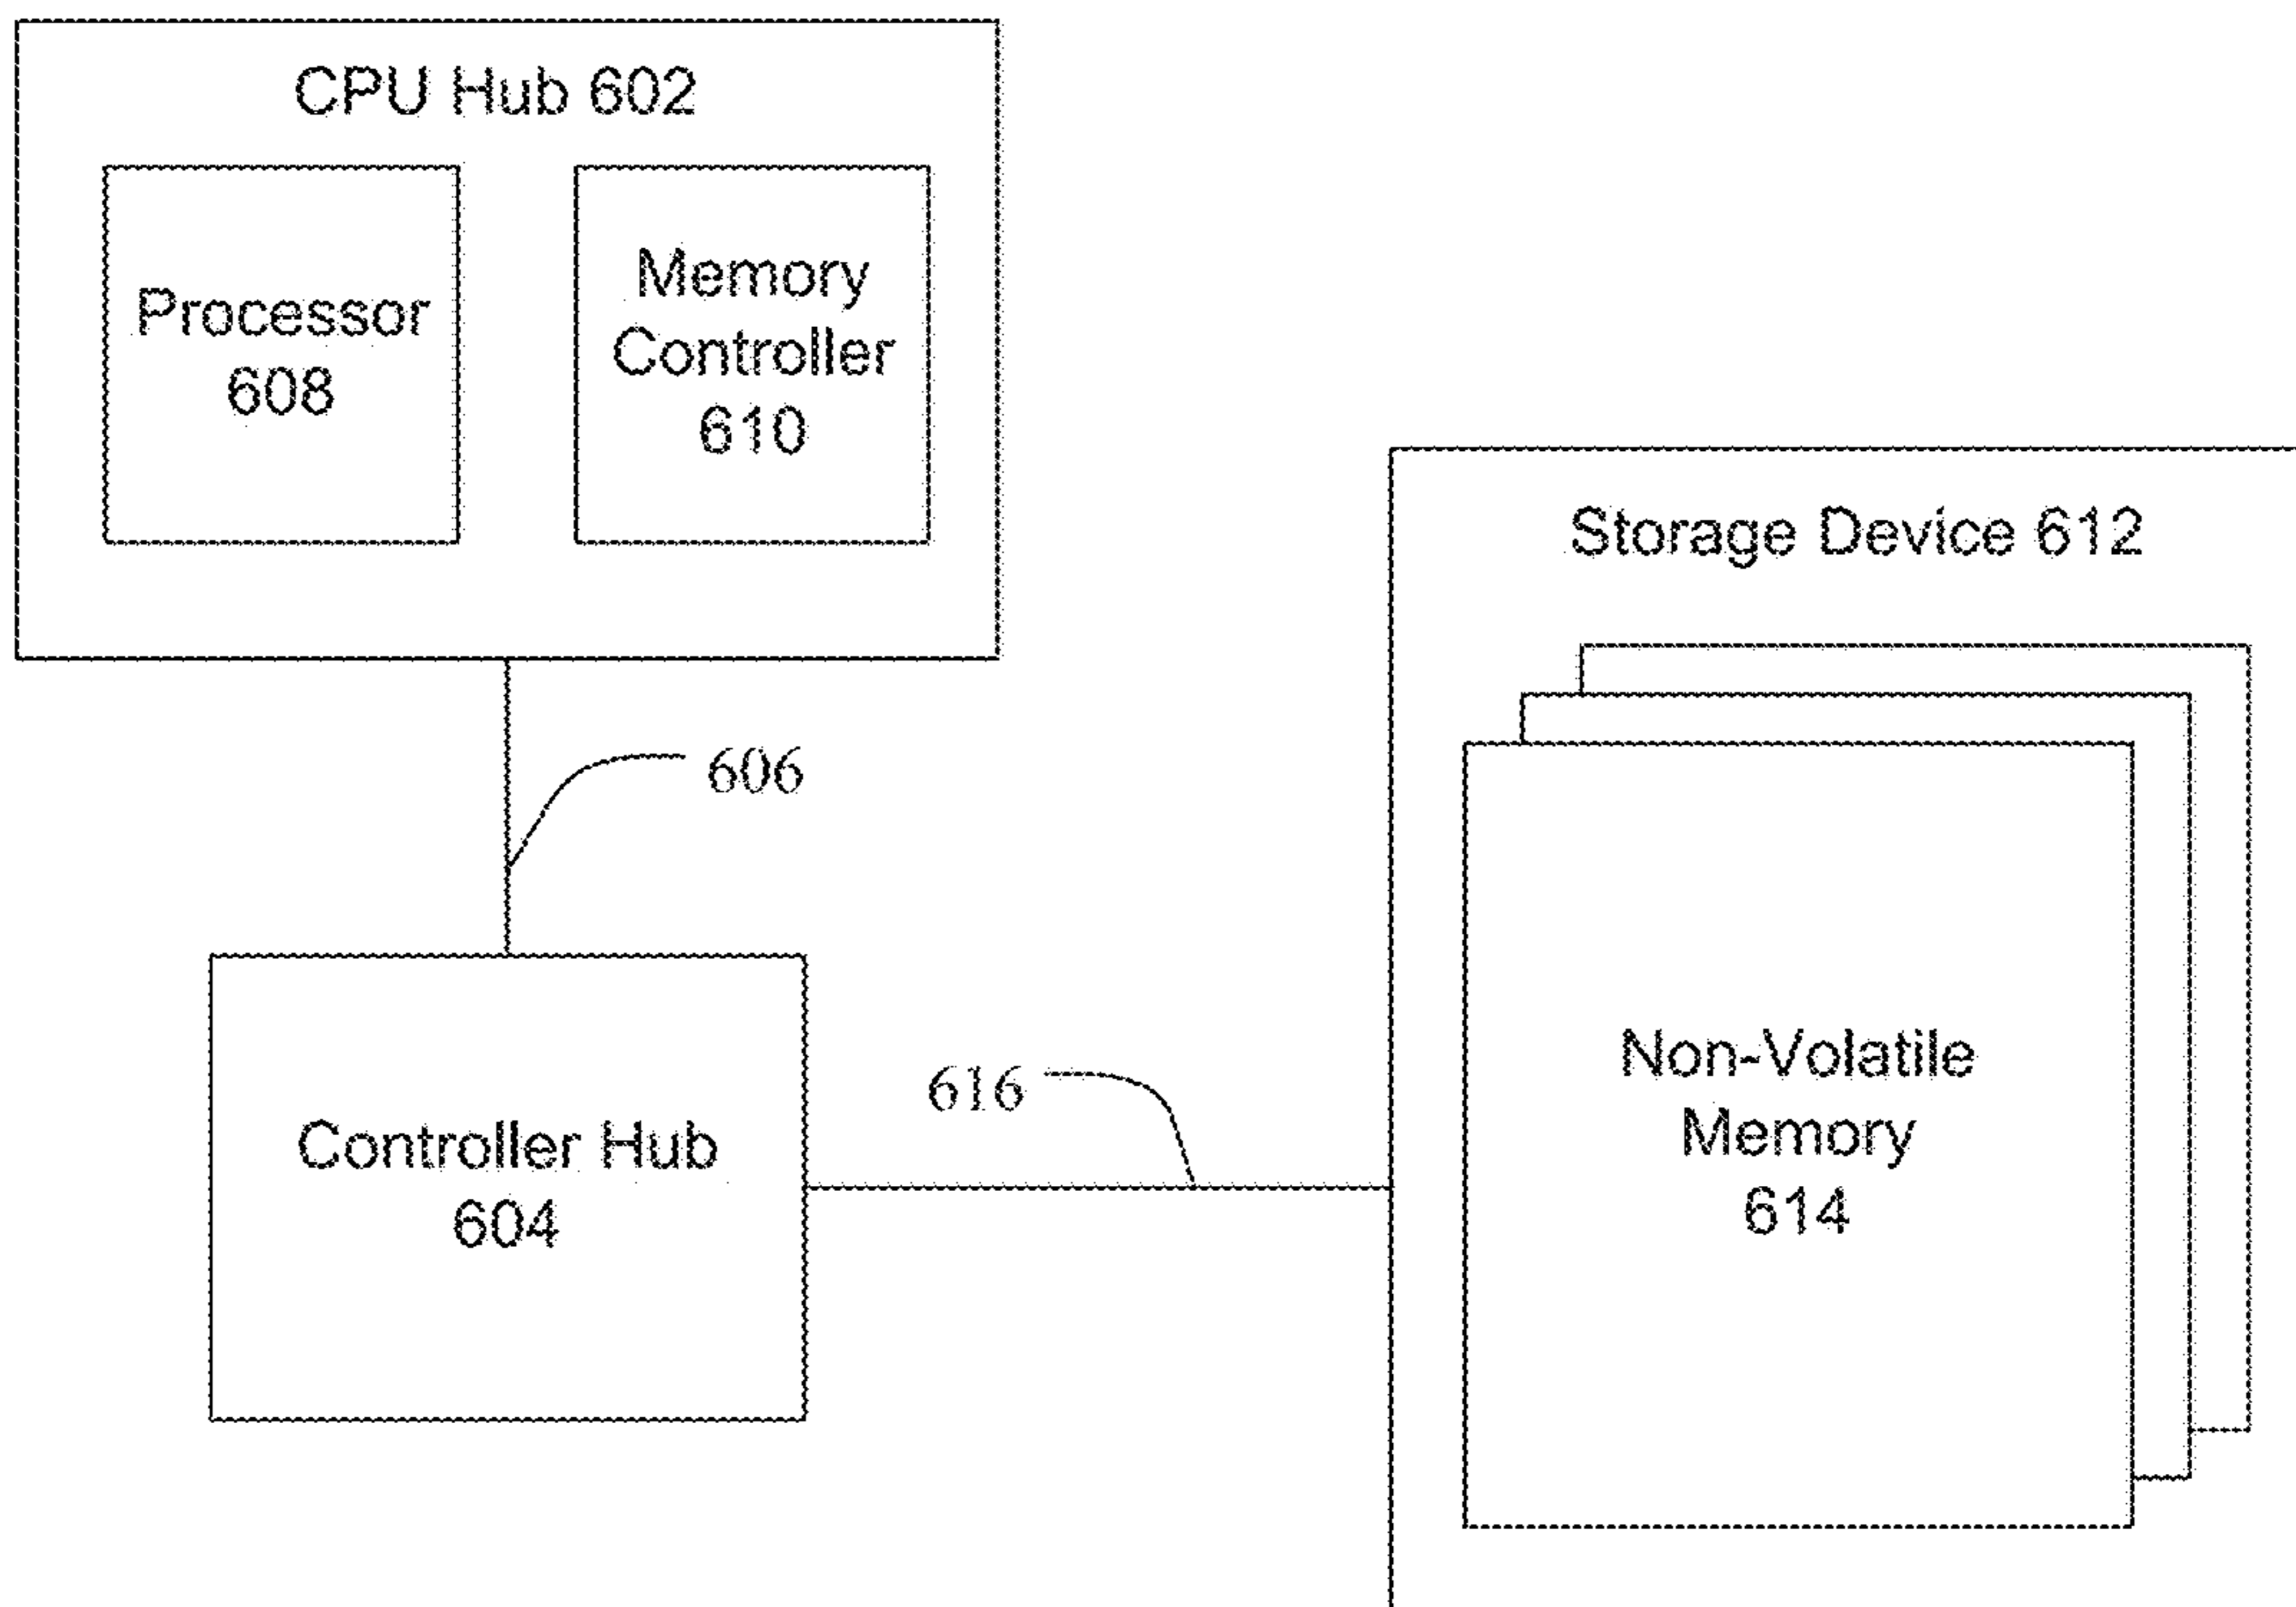 CPU Hub 602
Processor
608
Memory
Controller
610
Storage Device 612
606
616
Controller Hub
604
Non-Volatile
Memory
614